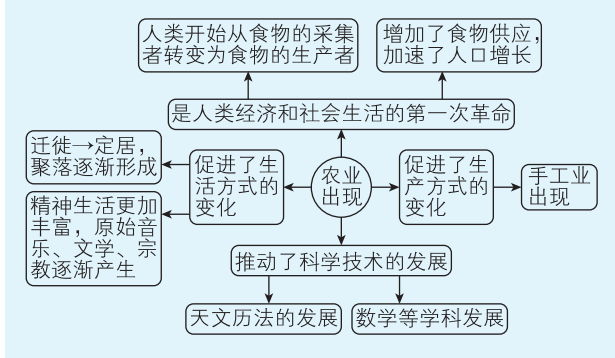 人类开始从食物的采集
者转变为食物的生产者
增加了食物供应，
加速了人口增长
是人类经济和社会生活的第一次革命
迁徙→定居，
聚落逐渐形成
精神生活更加
丰富，原始音
乐、文学、宗
教逐渐产生
促进了生
活方式的
变化
农业
出现
促进了生
产方式的
变化
手工业
出现
推动了科学技术的发展
天文历法的发展
数学等学科发展